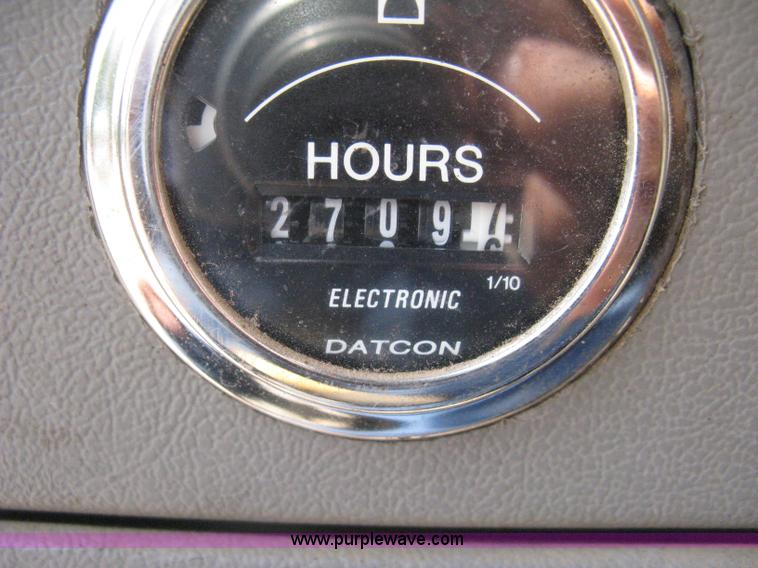 HOURS
2709
1/10
ELECTRONIC
DATCON
www.purplewave.com